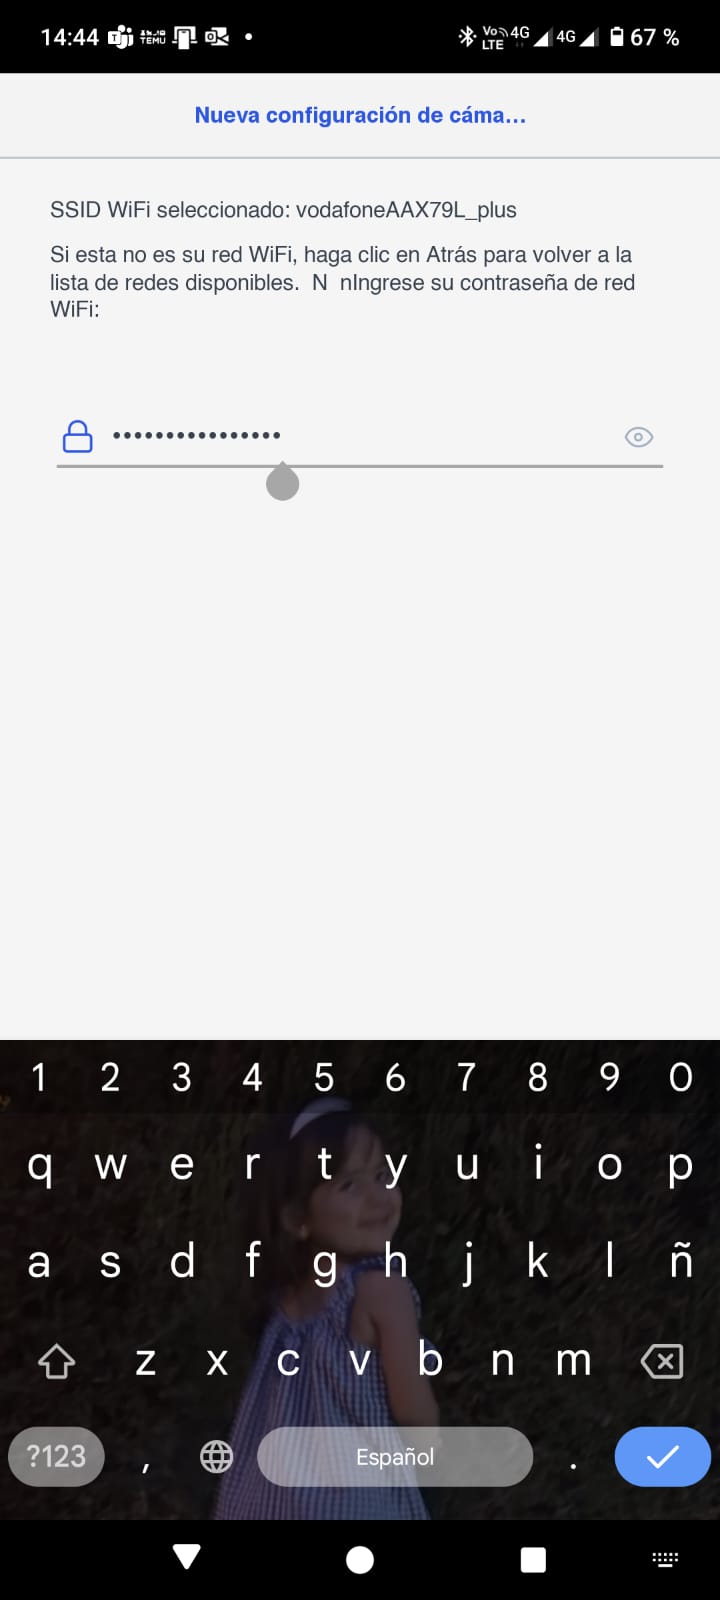 14:44 TEMU Vo LTE 4G 4G 67 %
Nueva configuración de cáma...
SSID WiFi seleccionado: vodafoneAAX79L_plus
Si esta no es su red WiFi, haga clic en Atrás para volver a la
lista de redes disponibles.  N  nIngrese su contraseña de red
WiFi:
••••••••••••••••
1 2 3 4 5 6 7 8 9 0
q w e r t y u i o p
a s d f g h j k l ñ
z x c v b n m
?123 , Español .